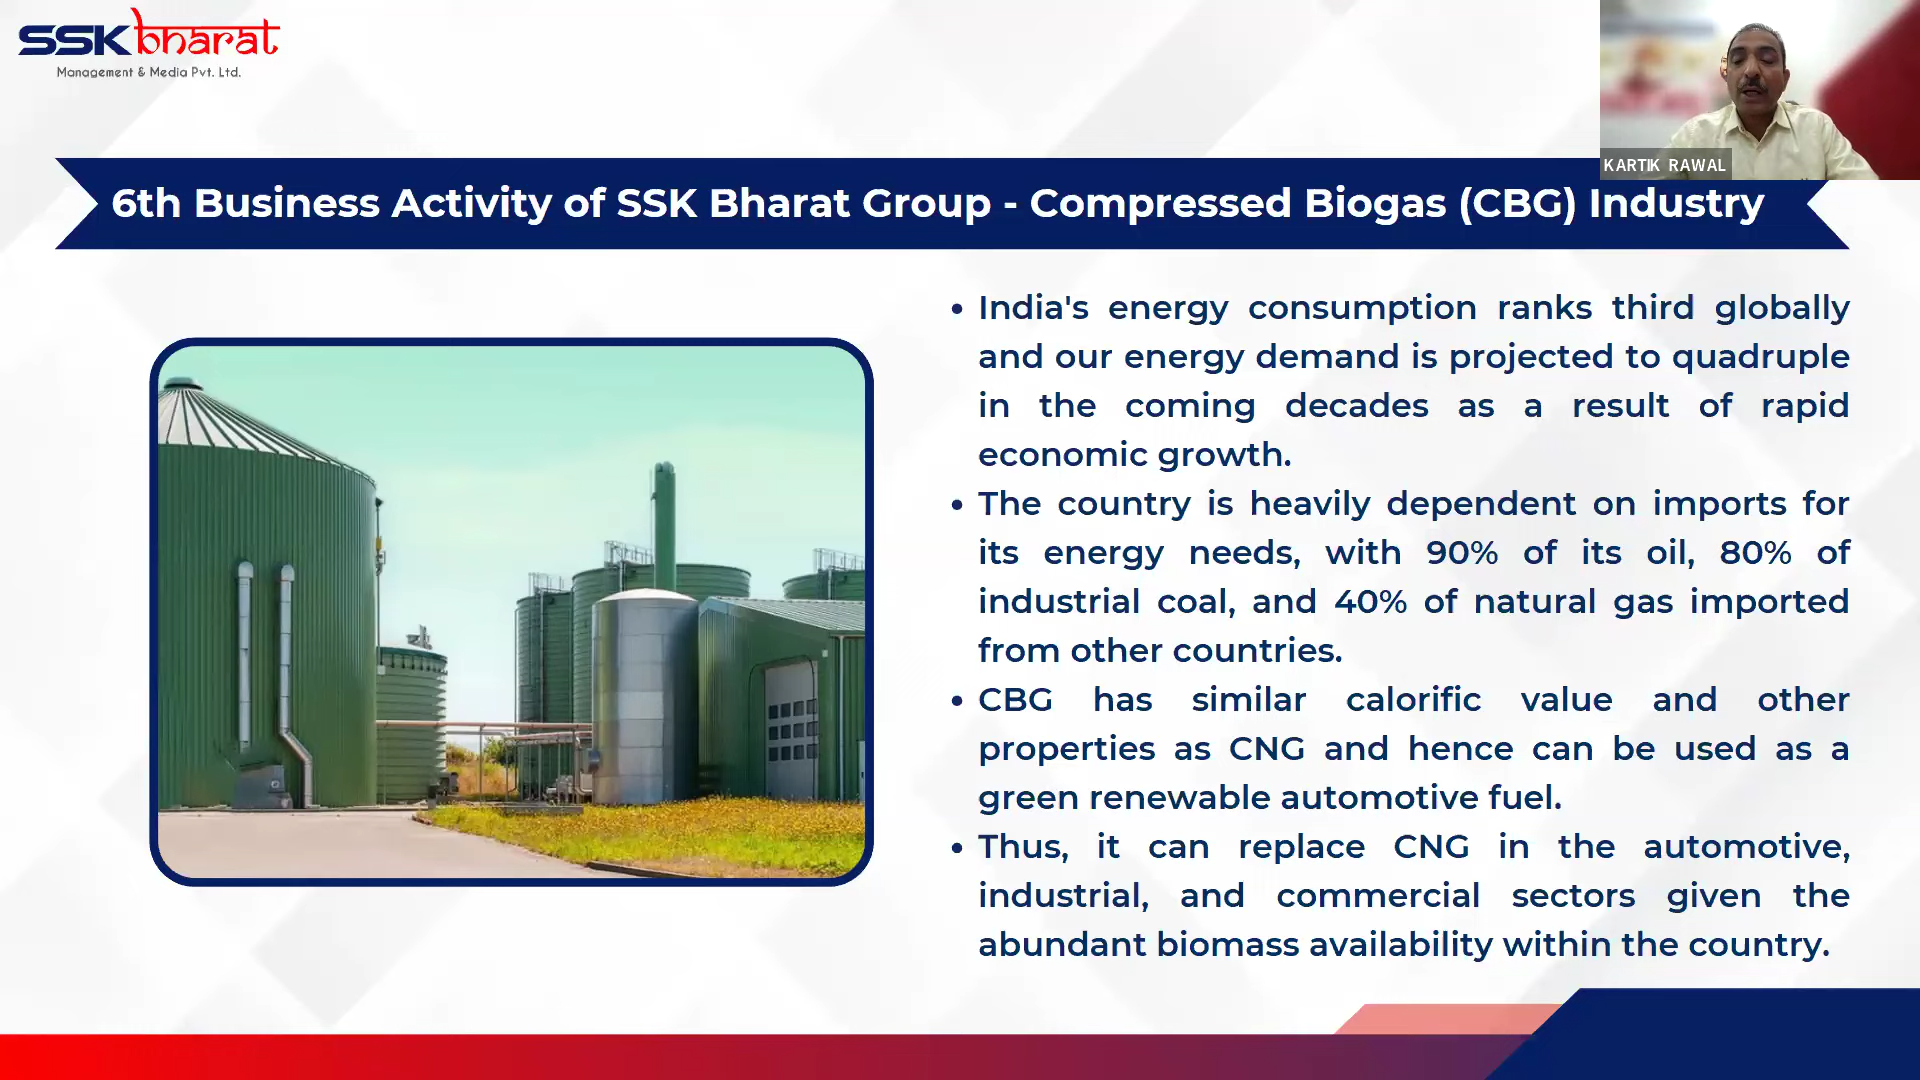 SSKbharat
Management & Media Pvt. Ltd.
KARTIK RAWAL
6th Business Activity of SSK Bharat Group - Compressed Biogas (CBG) Industry
• India's energy consumption ranks third globally
and our energy demand is projected to quadruple
in the coming decades as a result of rapid
economic growth.
• The country is heavily dependent on imports for
its energy needs, with 90% of its oil, 80% of
industrial coal, and 40% of natural gas imported
from other countries.
• CBG has similar calorific value and other
properties as CNG and hence can be used as a
green renewable automotive fuel.
• Thus, it can replace CNG in the automotive,
industrial, and commercial sectors given the
abundant biomass availability within the country.